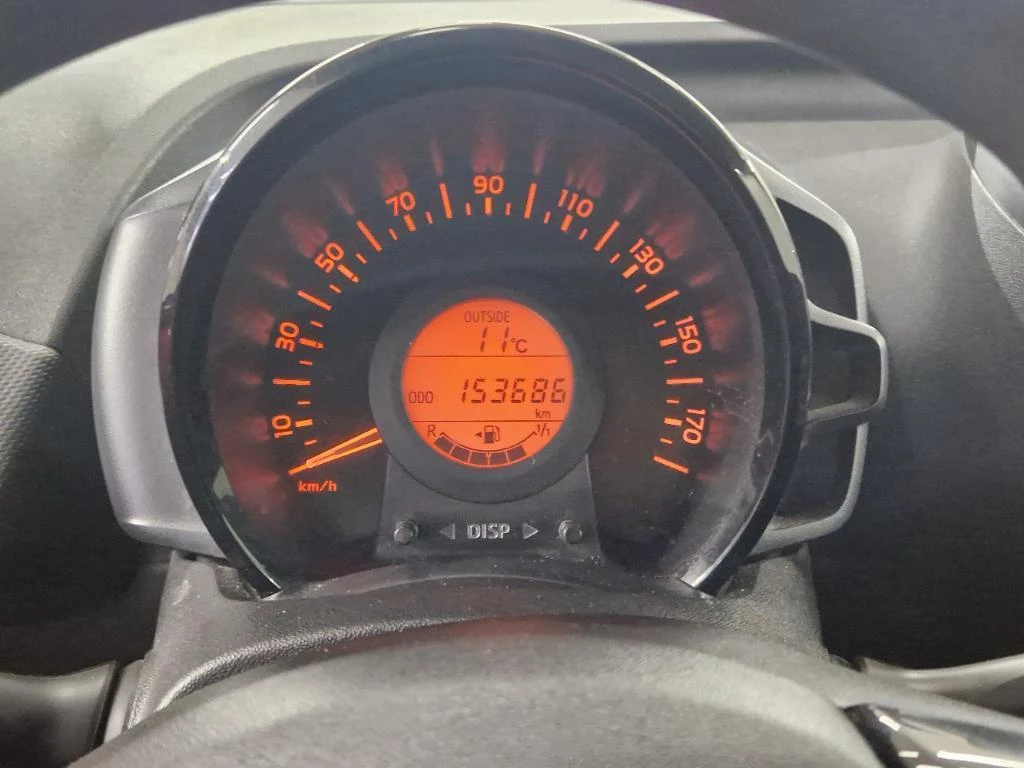 90
70
110
50
130
30
150
10
170
km/h
OUTSIDE
11°C
ODO 153686
km
R 1/1
◄ DISP ►